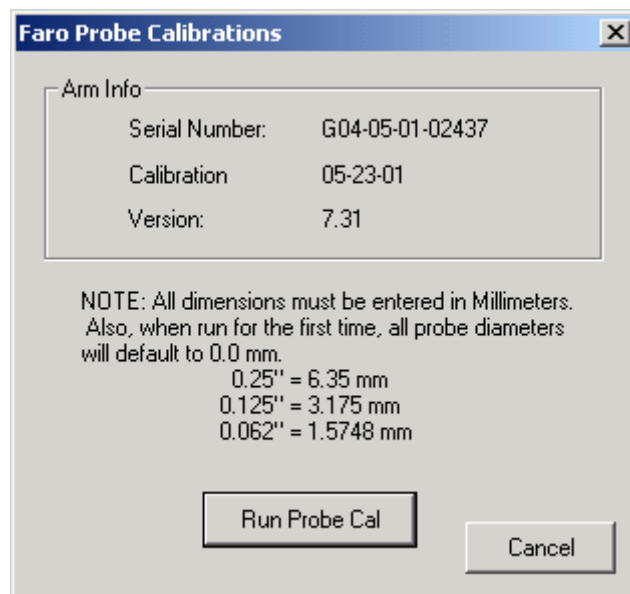 Faro Probe Calibrations
Arm Info
Serial Number: G04-05-01-02437
Calibration 05-23-01
Version: 7.31
NOTE: All dimensions must be entered in Millimeters.
Also, when run for the first time, all probe diameters
will default to 0.0 mm.
0.25" = 6.35 mm
0.125" = 3.175 mm
0.062" = 1.5748 mm
Run Probe Cal
Cancel